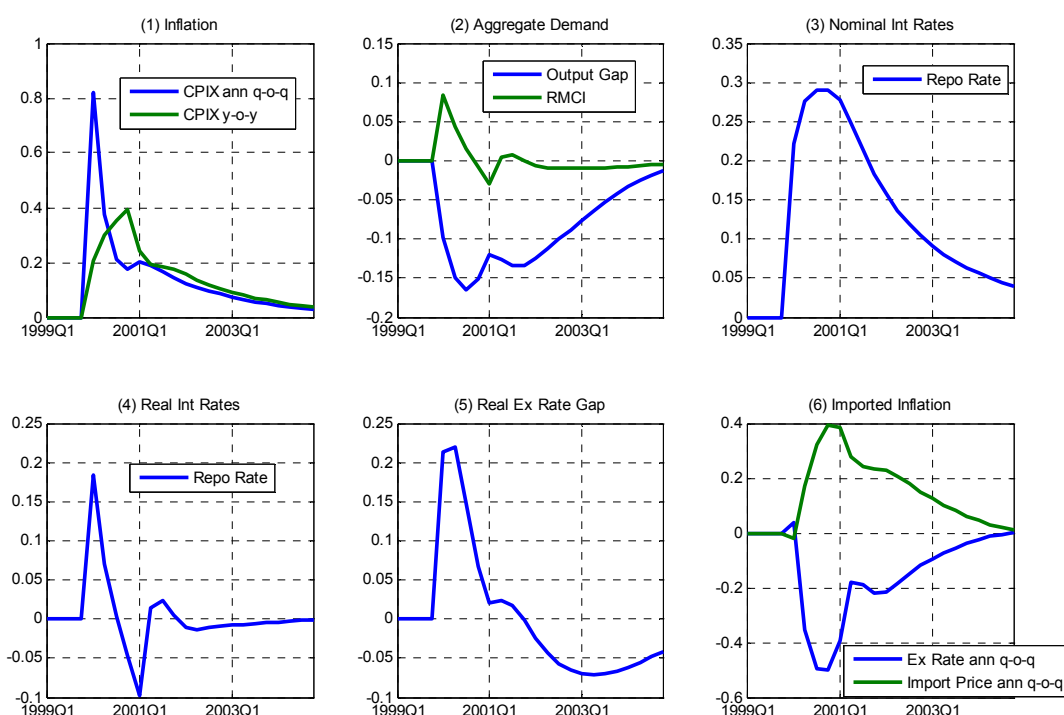 (1) Inflation
1
0.8
0.6
0.4
0.2
0
1999Q1 2001Q1 2003Q1
CPIX ann q-o-q
CPIX y-o-y
(2) Aggregate Demand
0.15
0.1
0.05
0
-0.05
-0.1
-0.15
-0.2
1999Q1 2001Q1 2003Q1
Output Gap
RMCI
(3) Nominal Int Rates
0.35
0.3
0.25
0.2
0.15
0.1
0.05
0
1999Q1 2001Q1 2003Q1
Repo Rate
(4) Real Int Rates
0.25
0.2
0.15
0.1
0.05
0
-0.05
-0.1
1999Q1 2001Q1 2003Q1
Repo Rate
(5) Real Ex Rate Gap
0.25
0.2
0.15
0.1
0.05
0
-0.05
-0.1
1999Q1 2001Q1 2003Q1
(6) Imported Inflation
0.4
0.2
0
-0.2
-0.4
-0.6
1999Q1 2001Q1 2003Q1
Ex Rate ann q-o-q
Import Price ann q-o-q